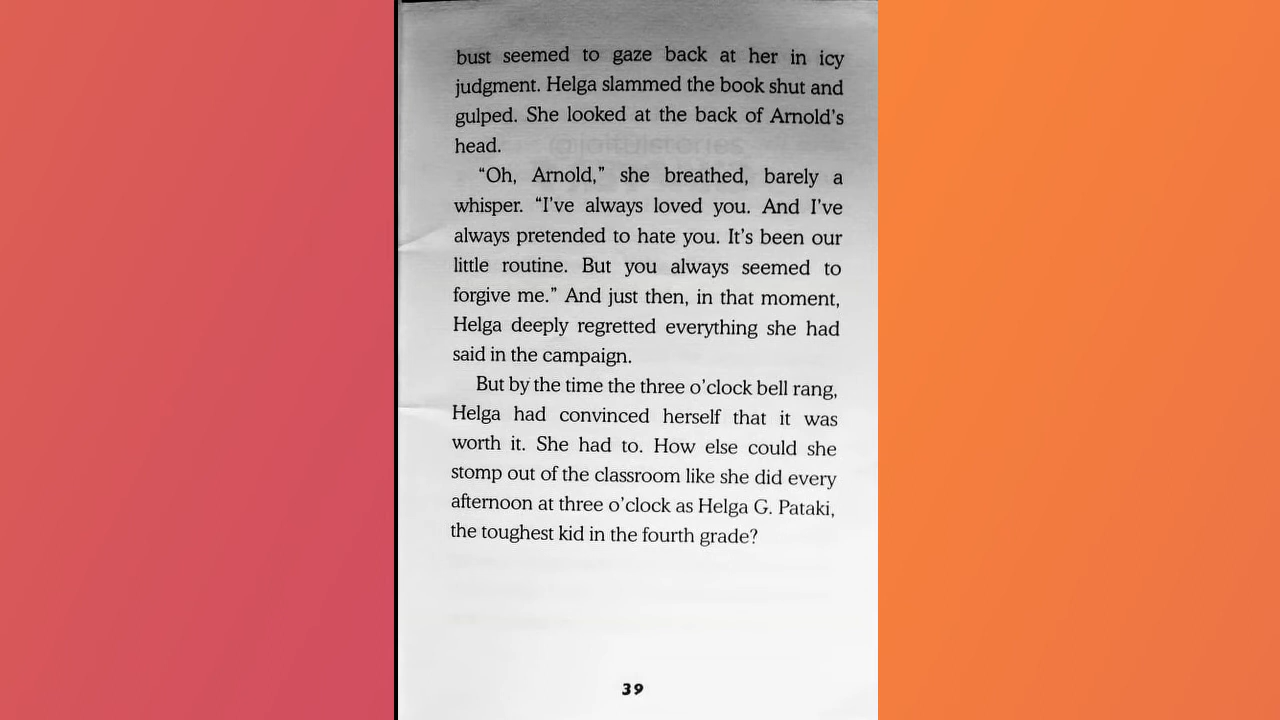 bust seemed to gaze back at her in icy
judgment. Helga slammed the book shut and
gulped. She looked at the back of Arnold's
head.
“Oh, Arnold,” she breathed, barely a
whisper. “I've always loved you. And I've
always pretended to hate you. It's been our
little routine. But you always seemed to
forgive me.” And just then, in that moment,
Helga deeply regretted everything she had
said in the campaign.
But by the time the three o'clock bell rang,
Helga had convinced herself that it was
worth it. She had to. How else could she
stomp out of the classroom like she did every
afternoon at three o'clock as Helga G. Pataki,
the toughest kid in the fourth grade?
39